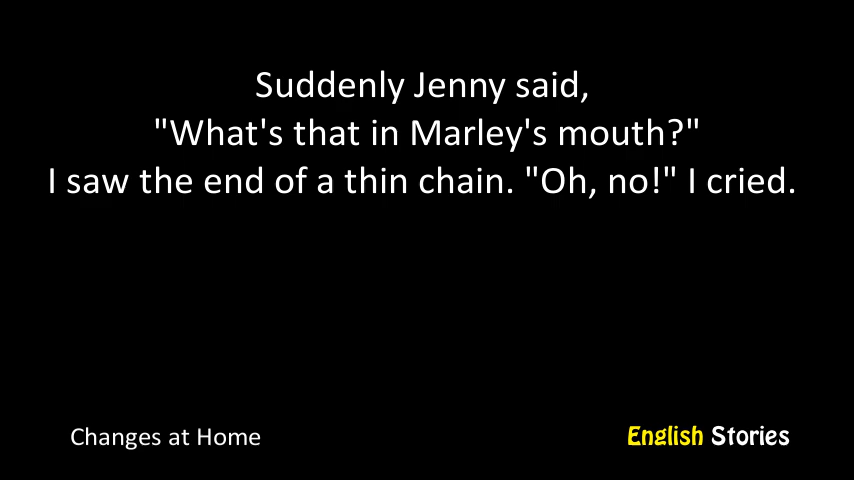 Suddenly Jenny said,
"What's that in Marley's mouth?"
I saw the end of a thin chain. "Oh, no!" I cried.
Changes at Home
English Stories